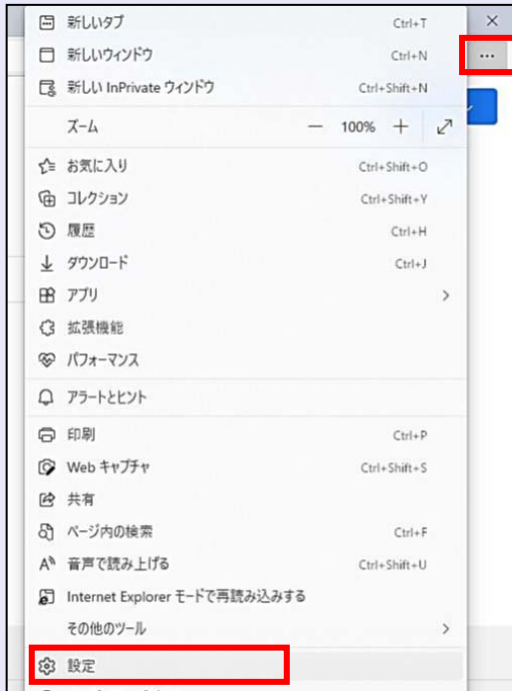 新しいタブ Ctrl+T
新しいウィンドウ Ctrl+N
新しい InPrivate ウィンドウ Ctrl+Shift+N
ズーム — 100% +
お気に入り Ctrl+Shift+O
コレクション Ctrl+Shift+Y
履歴 Ctrl+H
ダウンロード Ctrl+J
アプリ
拡張機能
パフォーマンス
アラートとヒント
印刷 Ctrl+P
Web キャプチャ Ctrl+Shift+S
共有
ページ内の検索 Ctrl+F
音声で読み上げる Ctrl+Shift+U
Internet Explorer モードで再読み込みする
その他のツール
設定